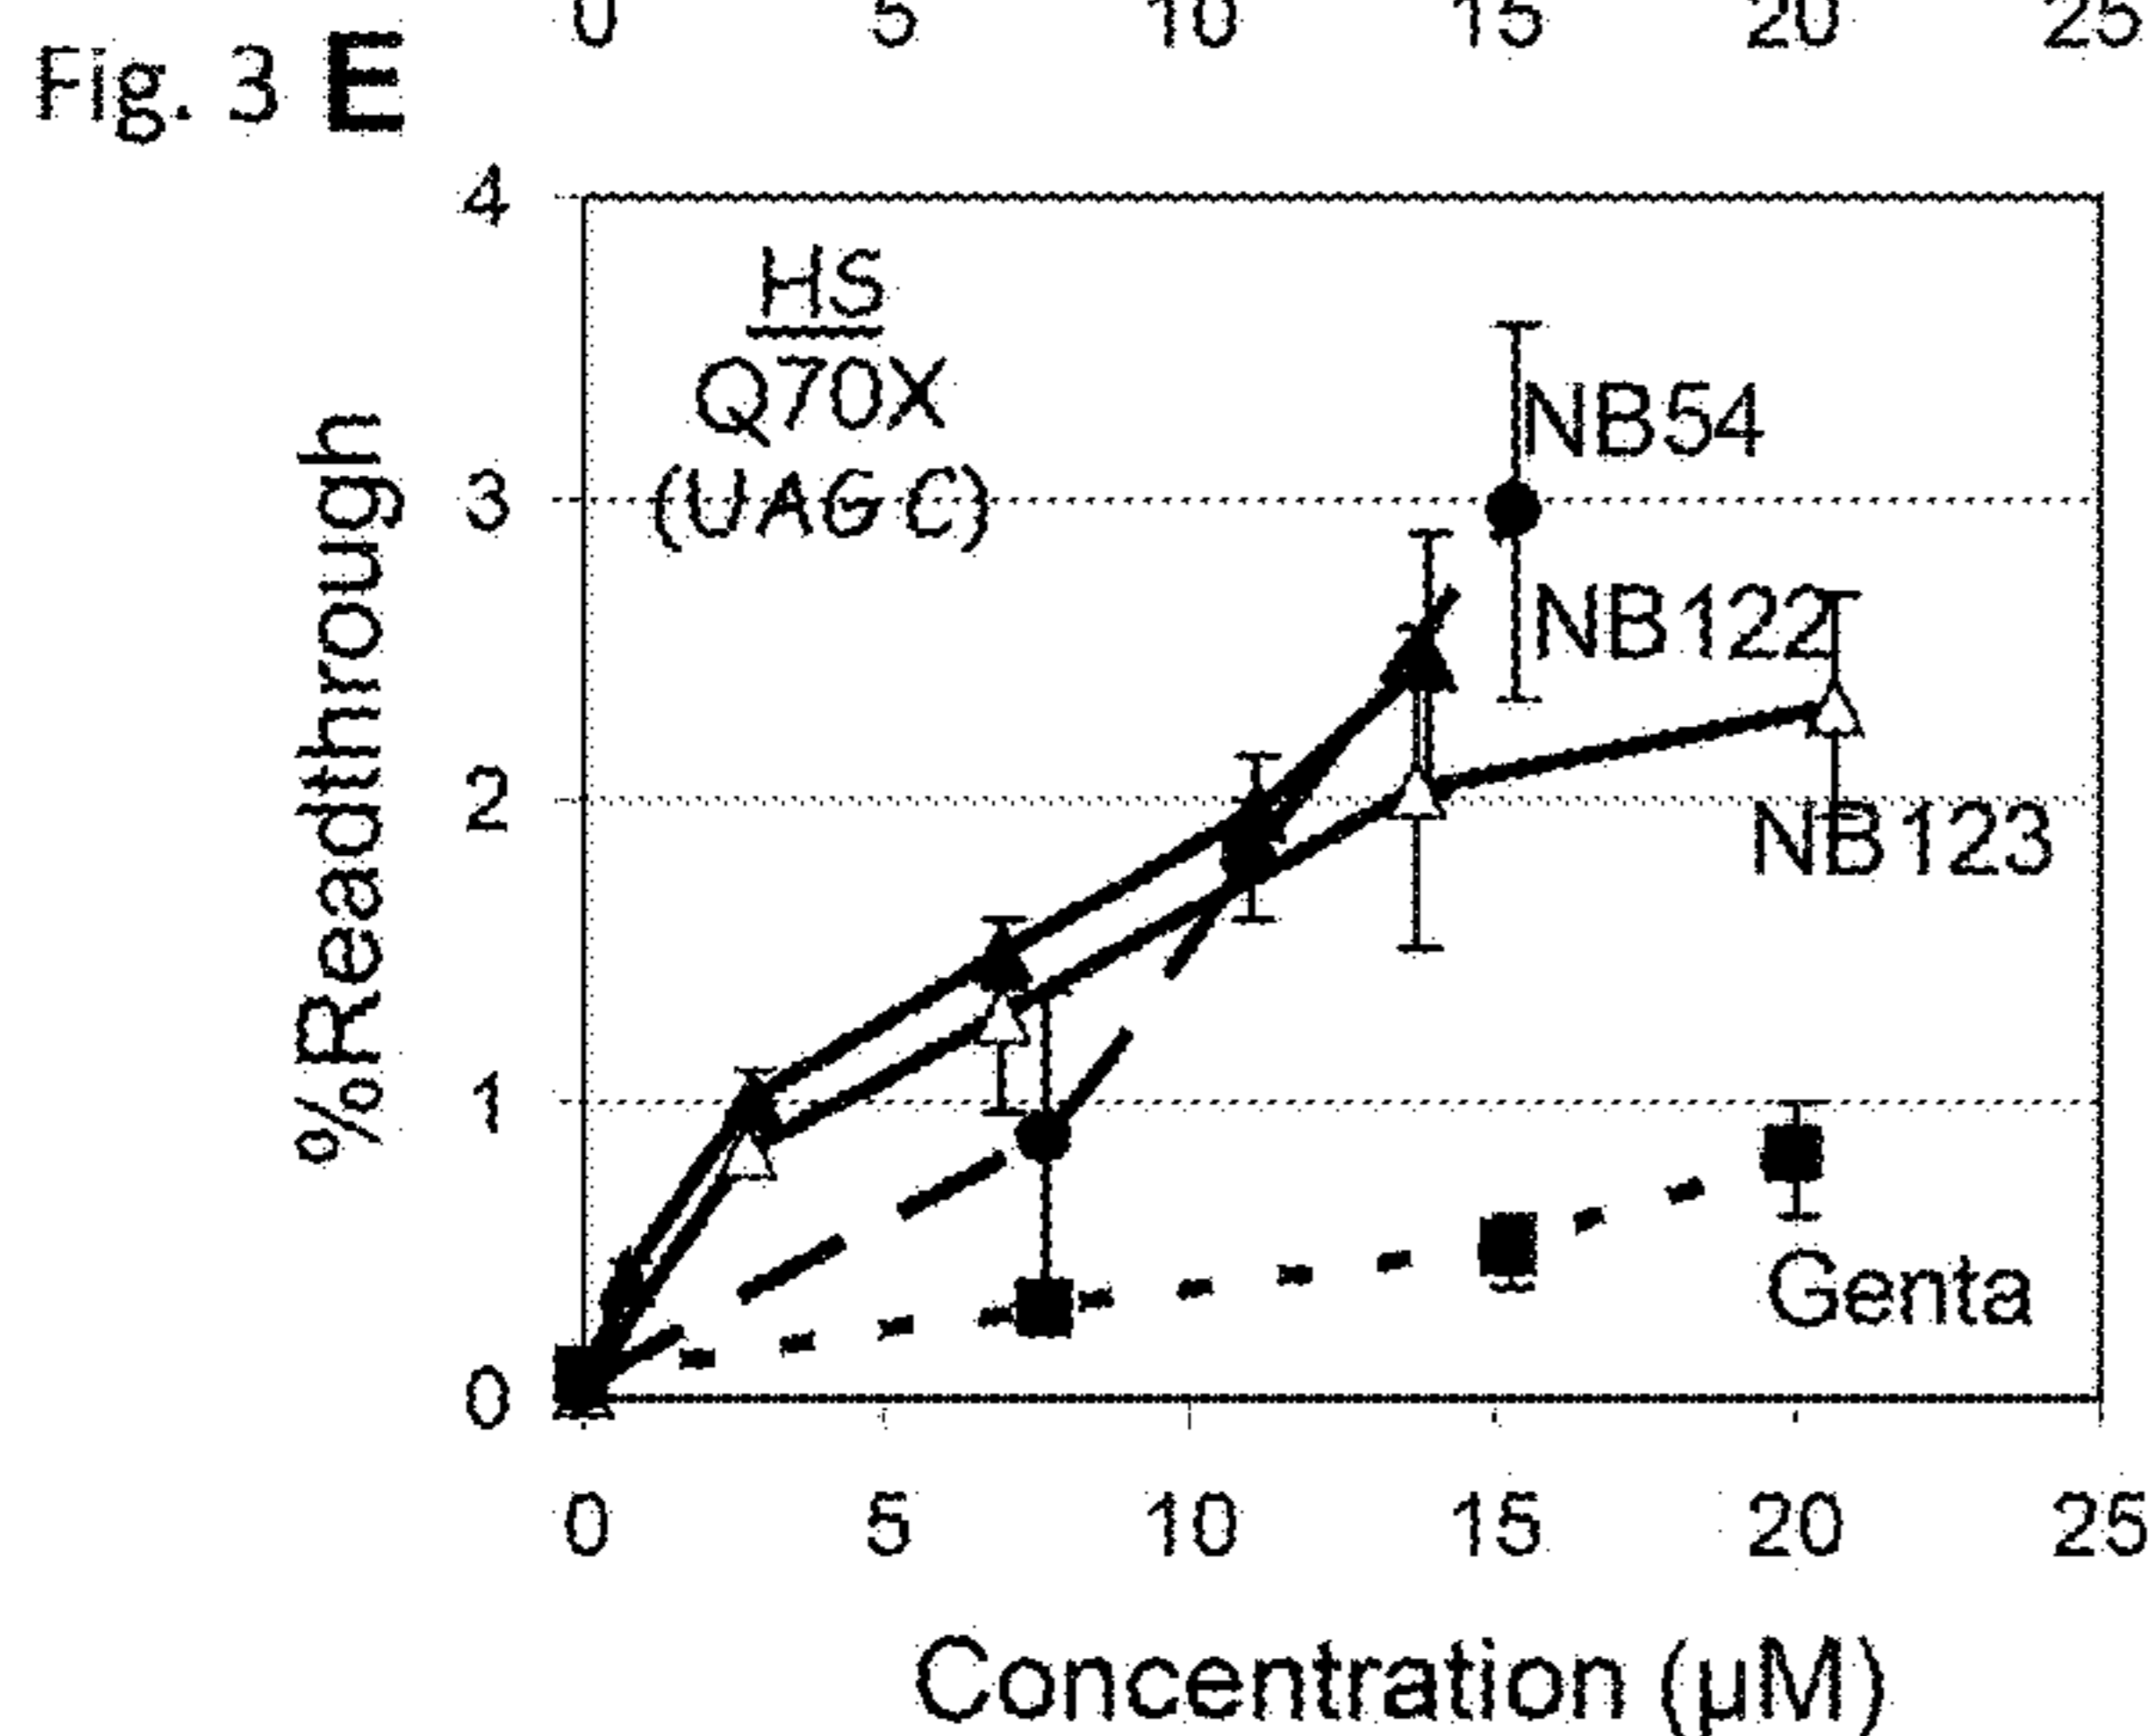 0 5 10 15 20 25
Fig. 3 E
4
HS
Q70X
NB54
3
(UAG C)
NB122
%Readthrough
2
NB123
1
Genta
0
0 5 10 15 20 25
Concentration (µM)